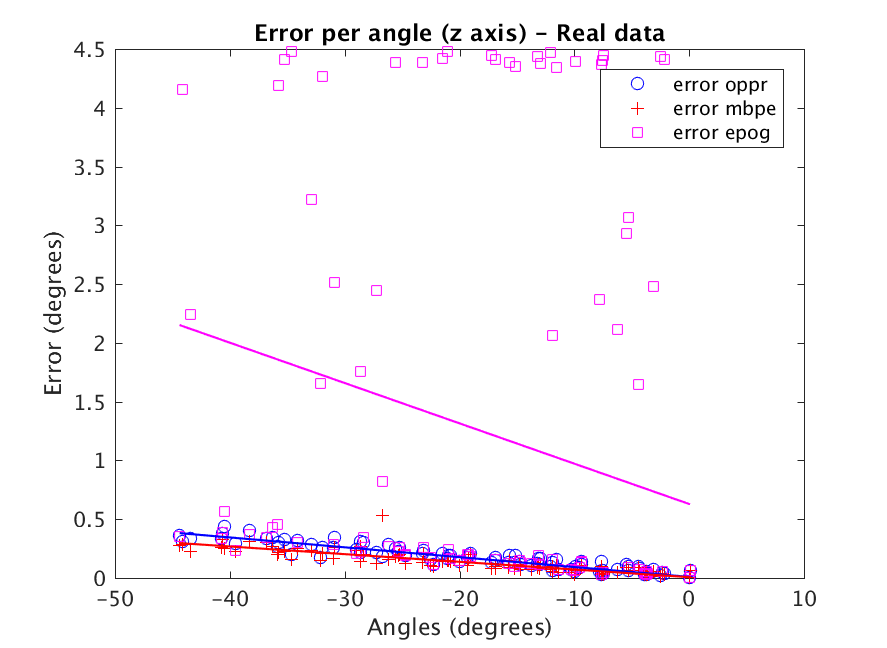 Error per angle (z axis) - Real data
4.5
4
3.5
3
2.5
2
1.5
1
0.5
0
Error (degrees)
error oppr
error mbpe
error epog
-50
-40
-30
-20
-10
0
10
Angles (degrees)